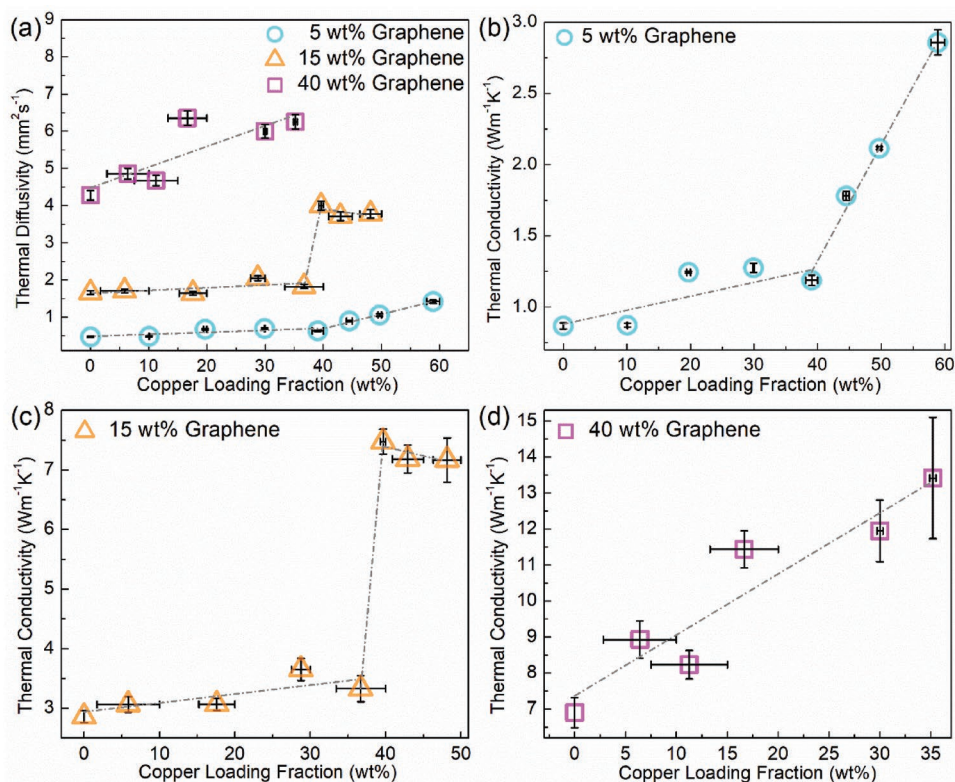 (a)
5 wt% Graphene
15 wt% Graphene
40 wt% Graphene
Thermal Diffusivity (mm²s⁻¹)
9
8
7
6
5
4
3
2
1
0 10 20 30 40 50 60
Copper Loading Fraction (wt%)
(b)
5 wt% Graphene
Thermal Conductivity (Wm⁻¹K⁻¹)
3.0
2.5
2.0
1.5
1.0
0 10 20 30 40 50 60
Copper Loading Fraction (wt%)
(c)
15 wt% Graphene
Thermal Conductivity (Wm⁻¹K⁻¹)
8
7
6
5
4
3
0 10 20 30 40 50
Copper Loading Fraction (wt%)
(d)
40 wt% Graphene
Thermal Conductivity (Wm⁻¹K⁻¹)
15
14
13
12
11
10
9
8
7
0 5 10 15 20 25 30 35
Copper Loading Fraction (wt%)